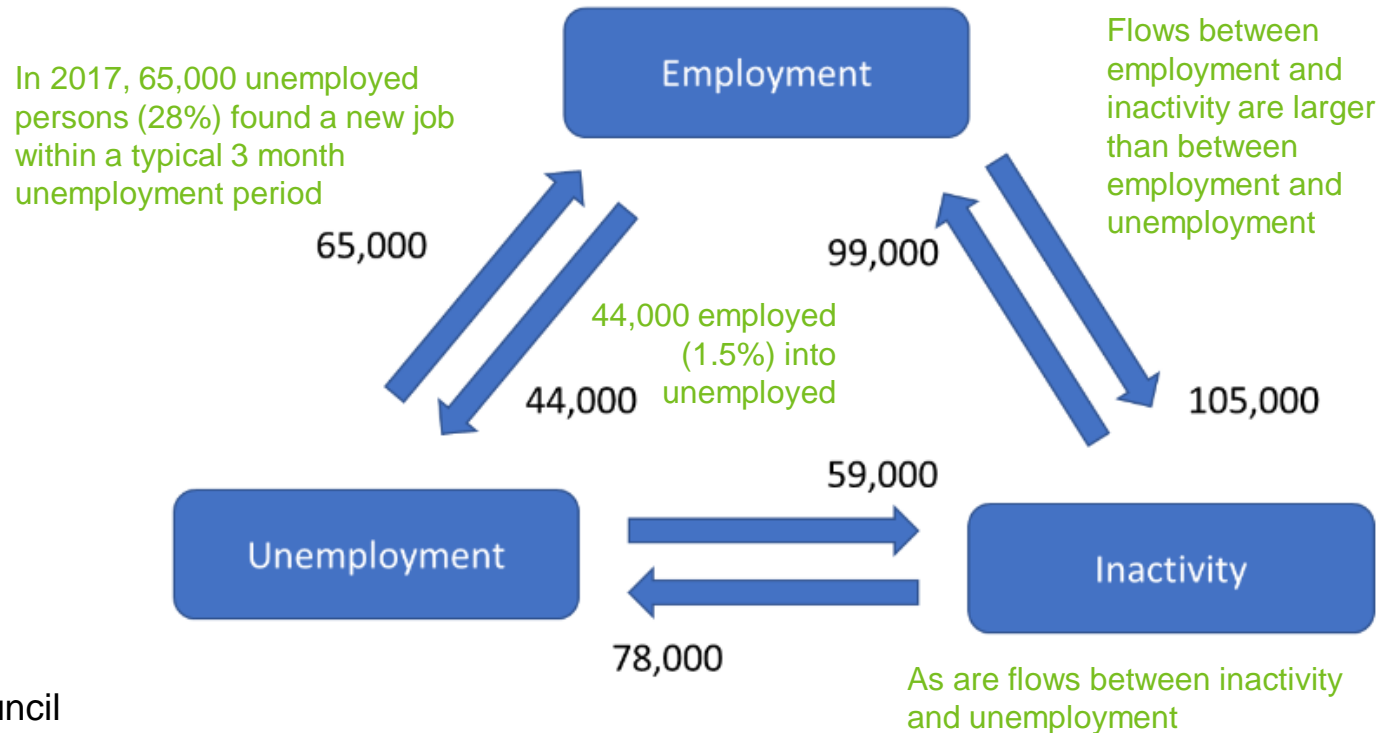 In 2017, 65,000 unemployed
persons (28%) found a new job
within a typical 3 month
unemployment period
Employment
Flows between
employment and
inactivity are larger
than between
employment and
unemployment
65,000
99,000
44,000 employed
(1.5%) into
unemployed
44,000
105,000
59,000
Unemployment
Inactivity
78,000
As are flows between inactivity
and unemployment